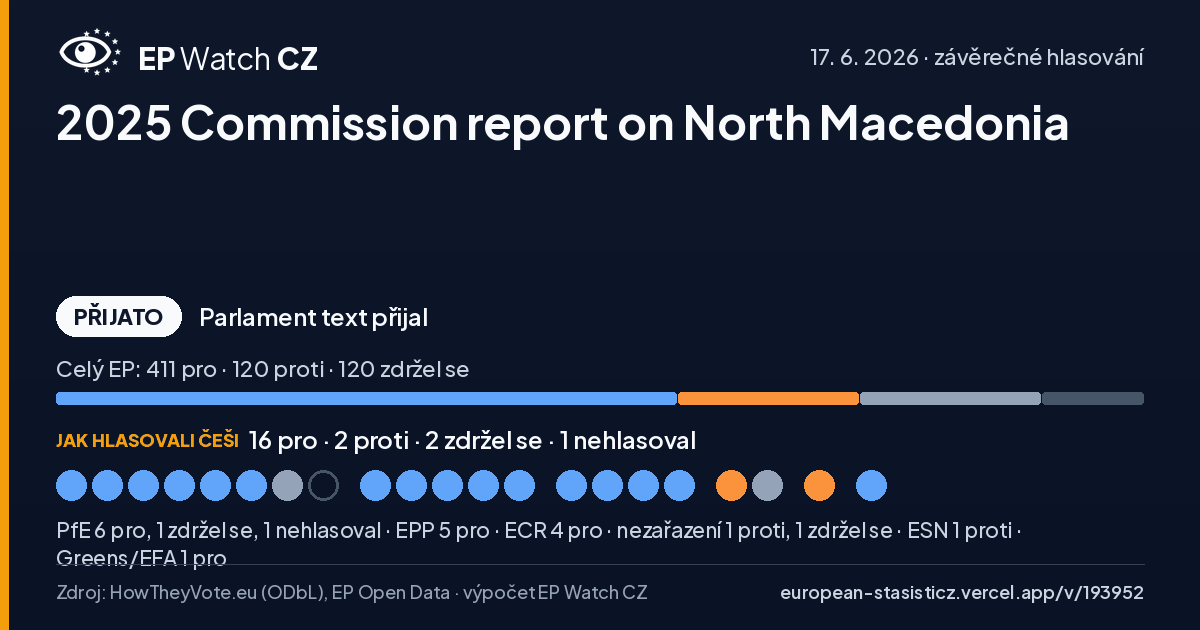 EP Watch CZ
17. 6. 2026 · závěrečné hlasování
2025 Commission report on North Macedonia
PŘIJATO Parlament text přijal
Celý EP: 411 pro · 120 proti · 120 zdržel se
JAK HLASOVALI ČEŠI 16 pro · 2 proti · 2 zdržel se · 1 nehlasoval
PfE 6 pro, 1 zdržel se, 1 nehlasoval · EPP 5 pro · ECR 4 pro · nezařazení 1 proti, 1 zdržel se · ESN 1 proti ·
Greens/EFA 1 pro
Zdroj: HowTheyVote.eu (ODbL), EP Open Data · výpočet EP Watch CZ
european-stasisticz.vercel.app/v/193952